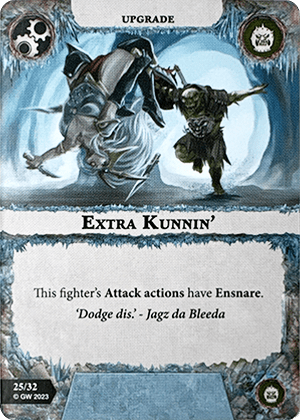 UPGRADE
EXTRA KUNNIN'
This fighter's Attack actions have Ensnare.
'Dodge dis.' - Jagz da Bleeda
25/32
© GW 2023